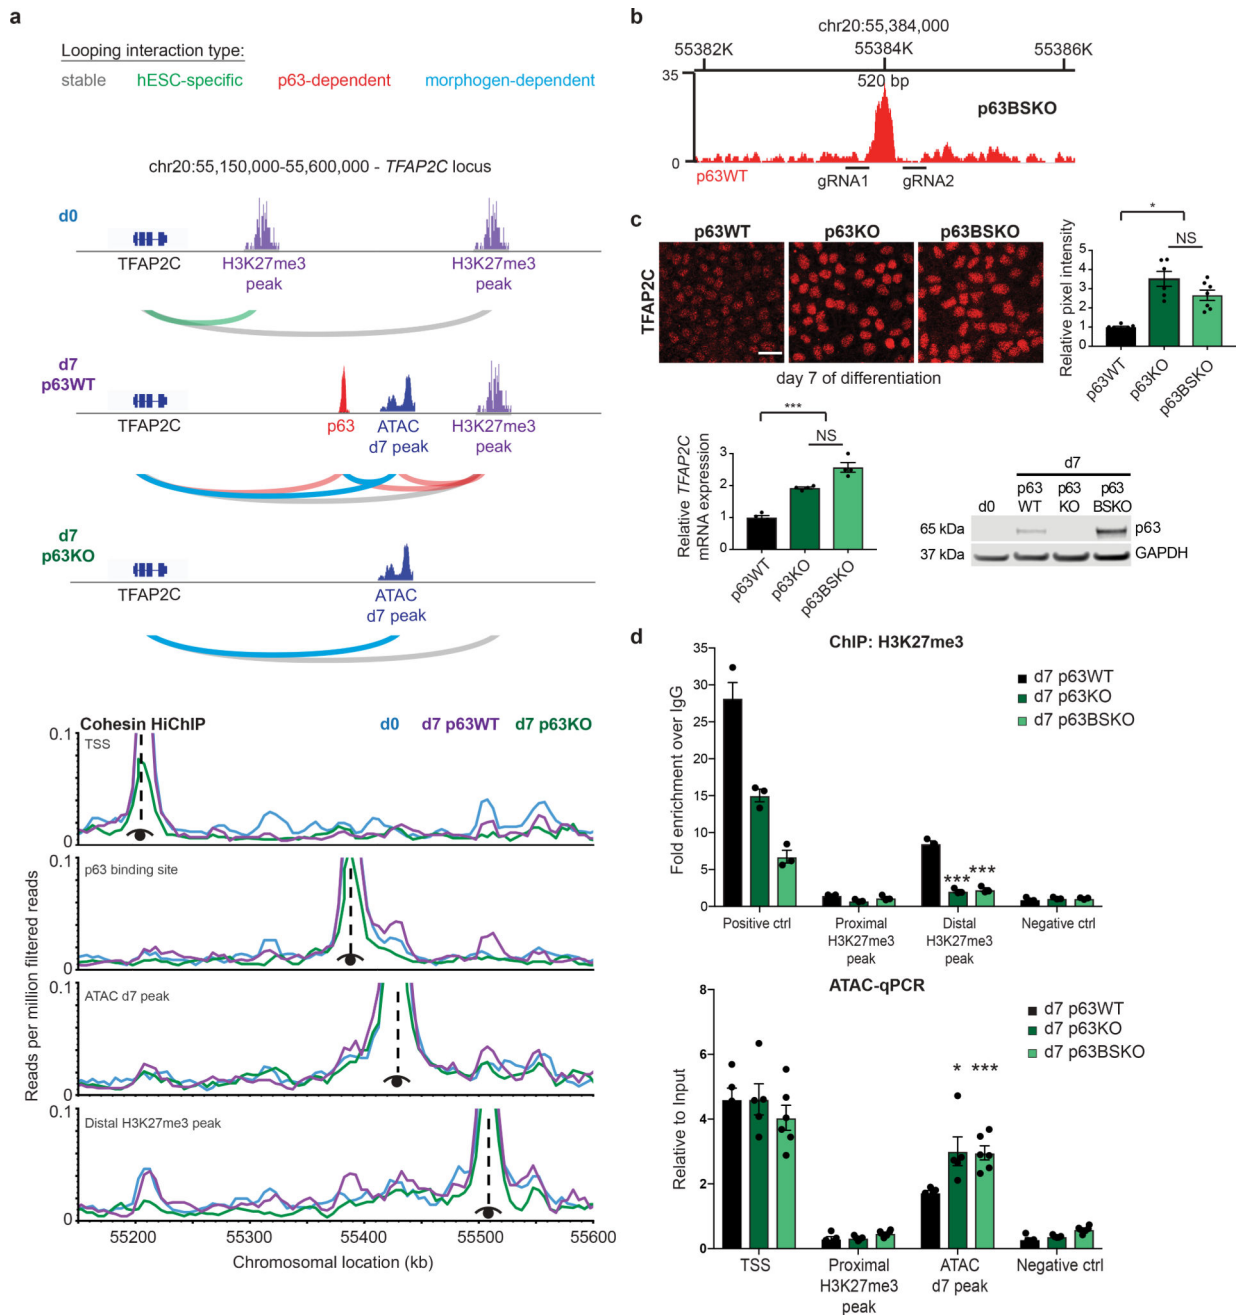 a
Looping interaction type:
stable hESC-specific p63-dependent morphogen-dependent
chr20:55,150,000-55,600,000 - TFAP2C locus
d0
TFAP2C H3K27me3 H3K27me3
peak peak
d7
p63WT
TFAP2C p63 ATAC H3K27me3
d7 peak peak
d7
p63KO
TFAP2C ATAC
d7 peak
Cohesin HiChIP d0 d7 p63WT d7 p63KO
Reads per million filtered reads
0.1
TSS
0
0.1
p63 binding site
0
0.1
ATAC d7 peak
0
0.1
Distal H3K27me3 peak
0
55200 55300 55400 55500 55600
Chromosomal location (kb)
b
chr20:55,384,000
55382K 55384K 55386K
35
520 bp
p63BSKO
0
p63WT
gRNA1 gRNA2
c
p63WT p63KO p63BSKO
TFAP2C
day 7 of differentiation
Relative pixel intensity
5
4
3
2
1
0
*
NS
p63WT p63KO p63BSKO
Relative TFAP2C
mRNA expression
4
3
2
1
0
***
NS
p63WT p63KO p63BSKO
d7
d0 p63 p63 p63
WT KO BSKO
65 kDa p63
37 kDa GAPDH
d
ChIP: H3K27me3
Fold enrichment over IgG
35
30
25
20
15
10
5
0
d7 p63WT
d7 p63KO
d7 p63BSKO
*** ***
Positive ctrl Proximal Distal Negative ctrl
H3K27me3 H3K27me3
peak peak
ATAC-qPCR
Relative to Input
8
6
4
2
0
d7 p63WT
d7 p63KO
d7 p63BSKO
* ***
TSS Proximal ATAC Negative ctrl
H3K27me3 d7 peak
peak